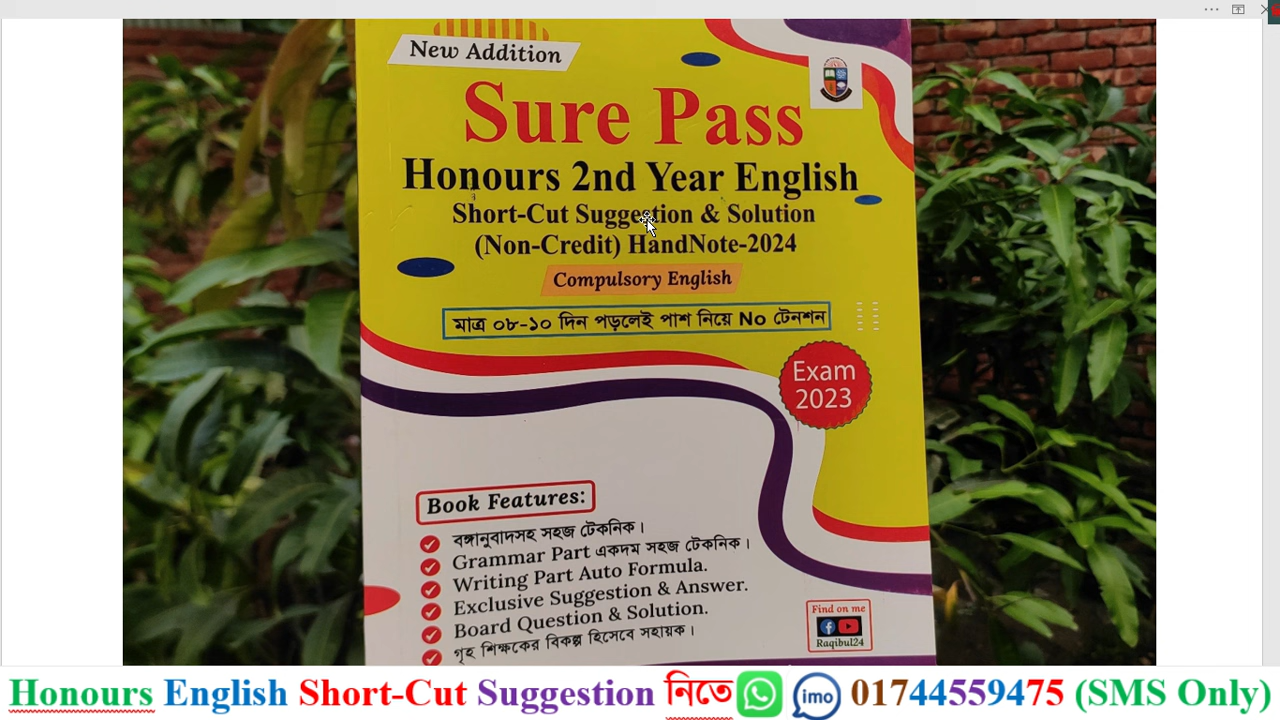 New Addition
Sure Pass
Honours 2nd Year English
Short-Cut Suggestion & Solution
(Non-Credit) HandNote-2024
Compulsory English
মাত্র ০৮-১০ দিন পড়লেই পাশ নিয়ে No টেনশন
Exam
2023
Book Features:
বঙ্গানুবাদসহ সহজ টেকনিক।
Grammar Part একদম সহজ টেকনিক।
Writing Part Auto Formula.
Exclusive Suggestion & Answer.
Board Question & Solution.
গৃহ শিক্ষকের বিকল্প হিসেবে সহায়ক।
Find on me
Raqibul24
Honours English Short-Cut Suggestion নিতে imo 01744559475 (SMS Only)